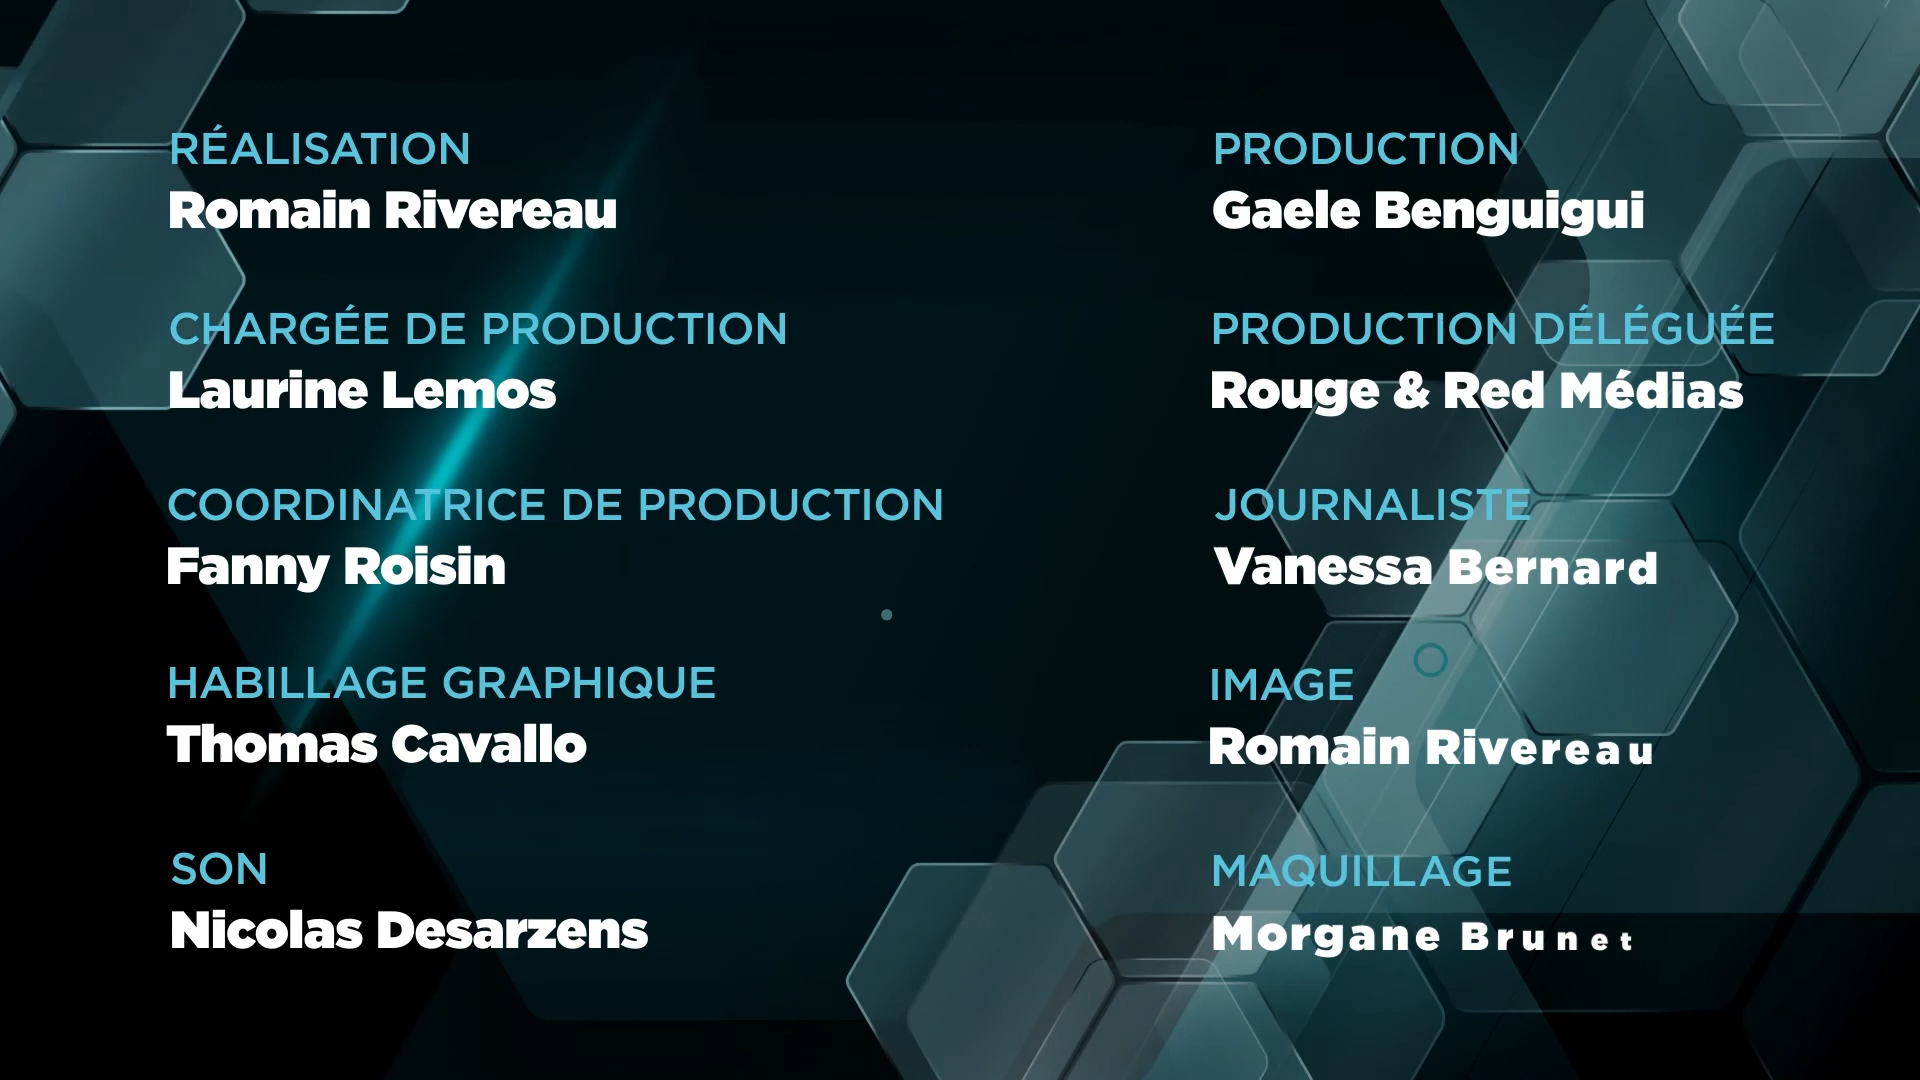 RÉALISATION
Romain Rivereau
CHARGÉE DE PRODUCTION
Laurine Lemos
COORDINATRICE DE PRODUCTION
Fanny Roisin
HABILLAGE GRAPHIQUE
Thomas Cavallo
SON
Nicolas Desarzens
PRODUCTION
Gaele Benguigui
PRODUCTION DÉLÉGUÉE
Rouge & Red Médias
JOURNALISTE
Vanessa Bernard
IMAGE
Romain Rivereau
MAQUILLAGE
Morgane Brunet